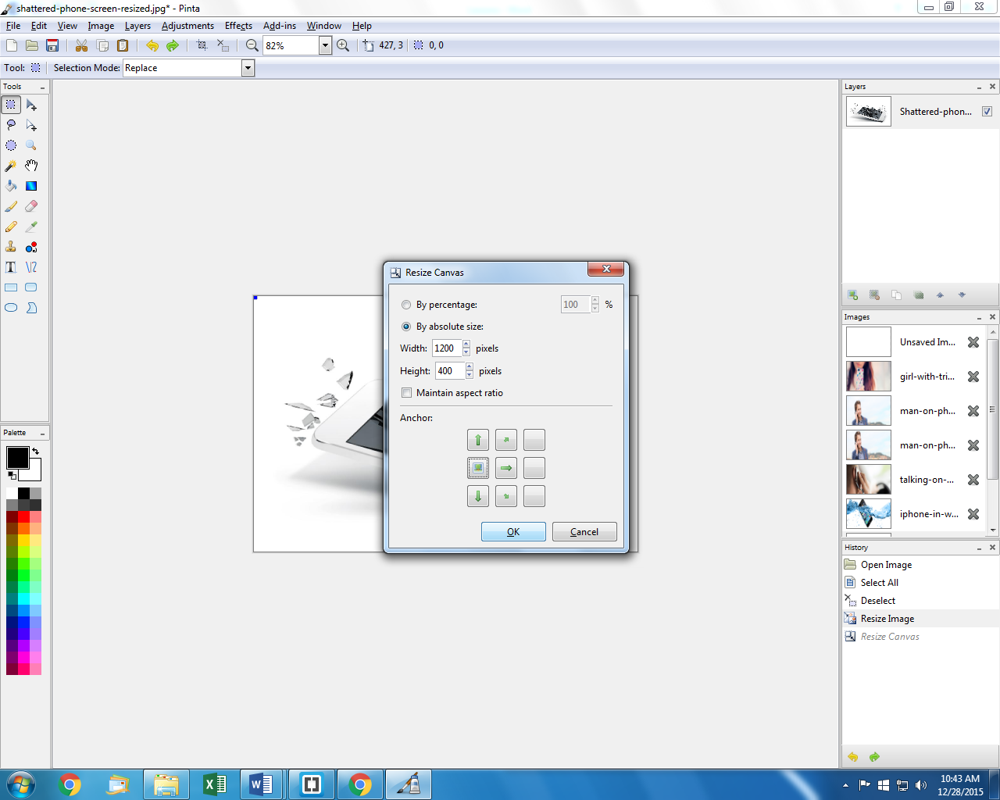 shattered-phone-screen-resized.jpg* - Pinta
File Edit View Image Layers Adjustments Effects Add-ins Window Help
82% 427, 3 0, 0
Tool: Selection Mode: Replace
Tools
Layers
Shattered-phon...
Resize Canvas
By percentage: 100 %
By absolute size:
Width: 1200 pixels
Height: 400 pixels
Maintain aspect ratio
Anchor:
OK Cancel
Images
Unsaved Im...
girl-with-tri...
man-on-ph...
man-on-ph...
talking-on-...
iphone-in-w...
Palette
History
Open Image
Select All
Deselect
Resize Image
Resize Canvas
10:43 AM
12/28/2015